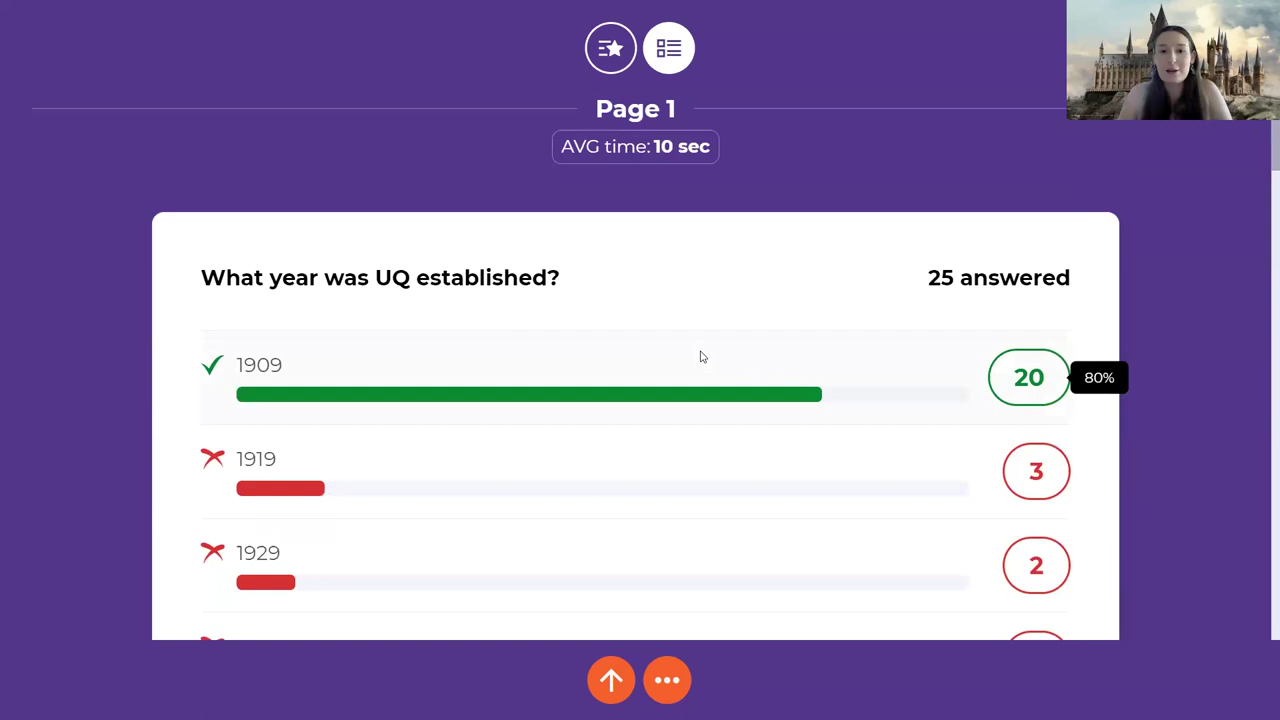 Page 1
AVG time: 10 sec
What year was UQ established?
25 answered
1909
20
80%
1919
3
1929
2